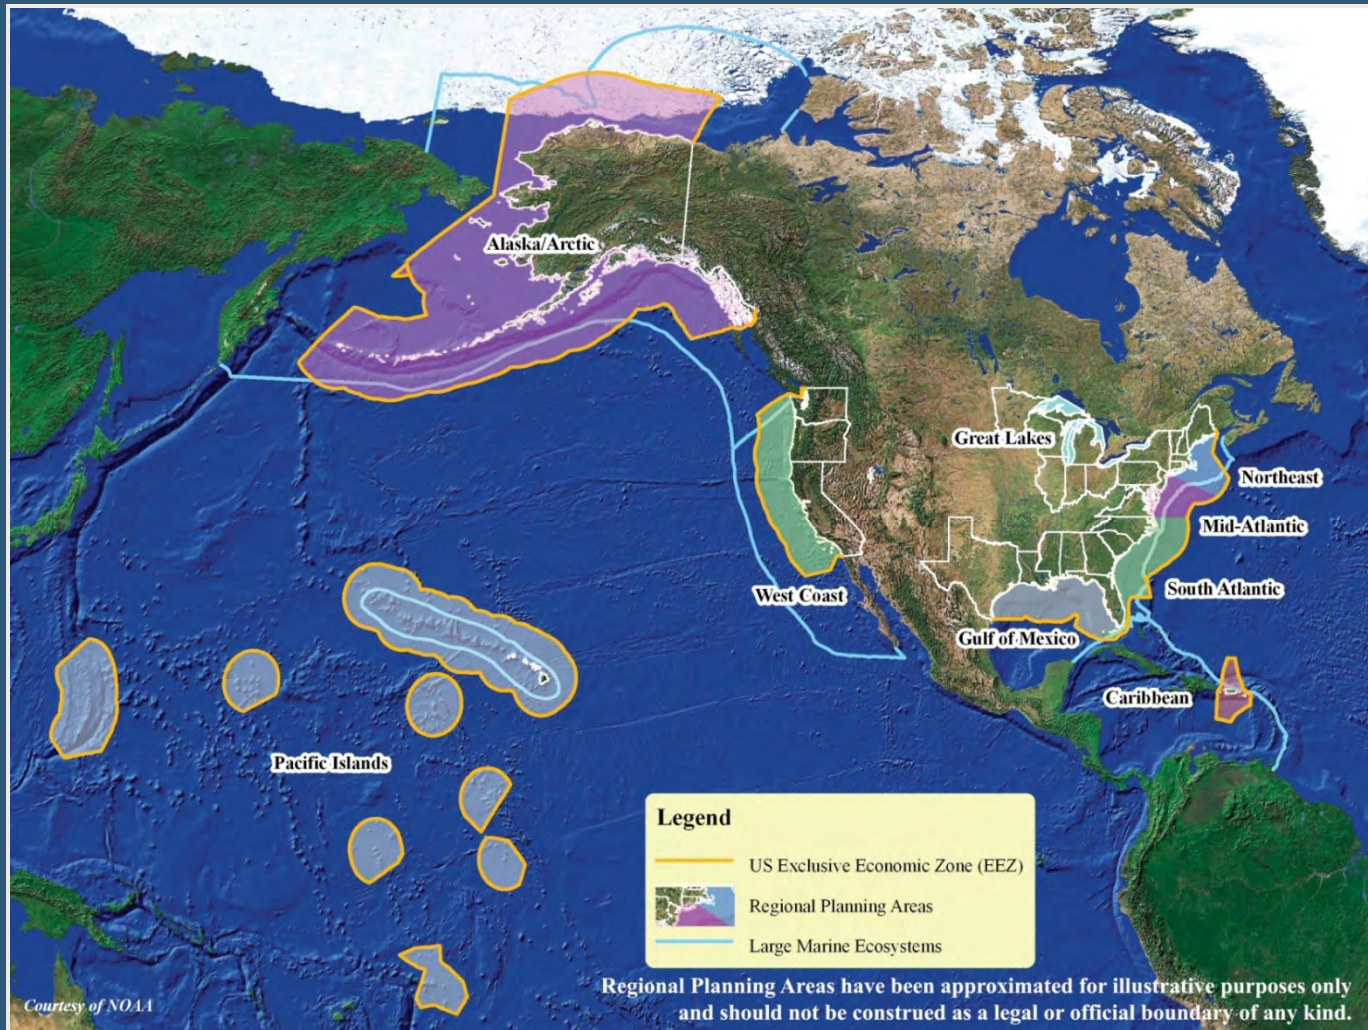 Alaska/Arctic
Great Lakes
Northeast
Mid-Atlantic
South Atlantic
West Coast
Gulf of Mexico
Caribbean
Pacific Islands
Legend
US Exclusive Economic Zone (EEZ)
Regional Planning Areas
Large Marine Ecosystems
Regional Planning Areas have been approximated for illustrative purposes only
and should not be construed as a legal or official boundary of any kind.
Courtesy of NOAA